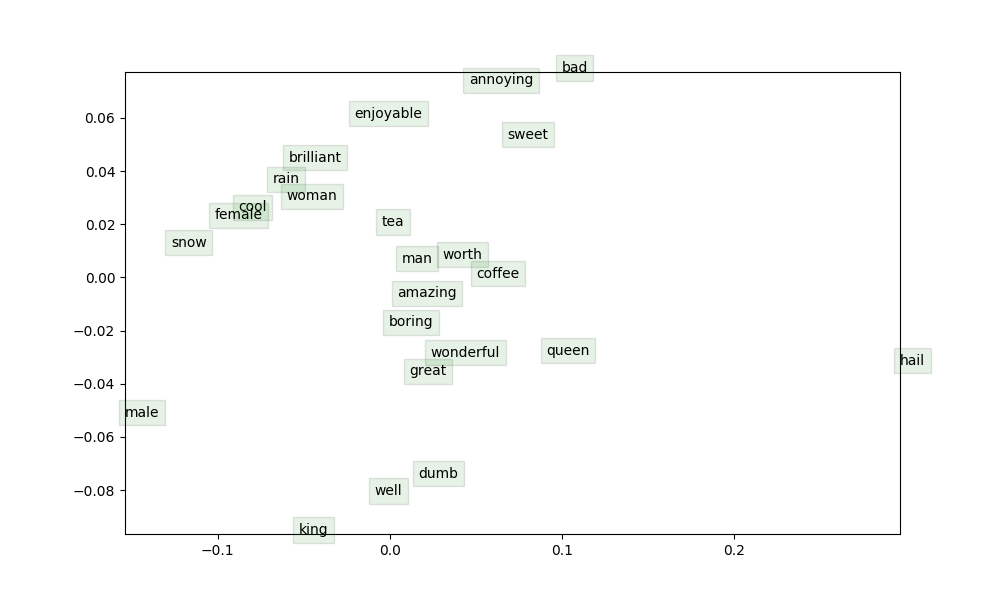 bad
annoying
0.06
enjoyable
sweet
brilliant
0.04
rain
woman
cool
female
0.02
tea
snow
man
worth
0.00
coffee
amazing
boring
−0.02
wonderful
queen
hail
great
−0.04
male
−0.06
dumb
−0.08
well
king
−0.1
0.0
0.1
0.2